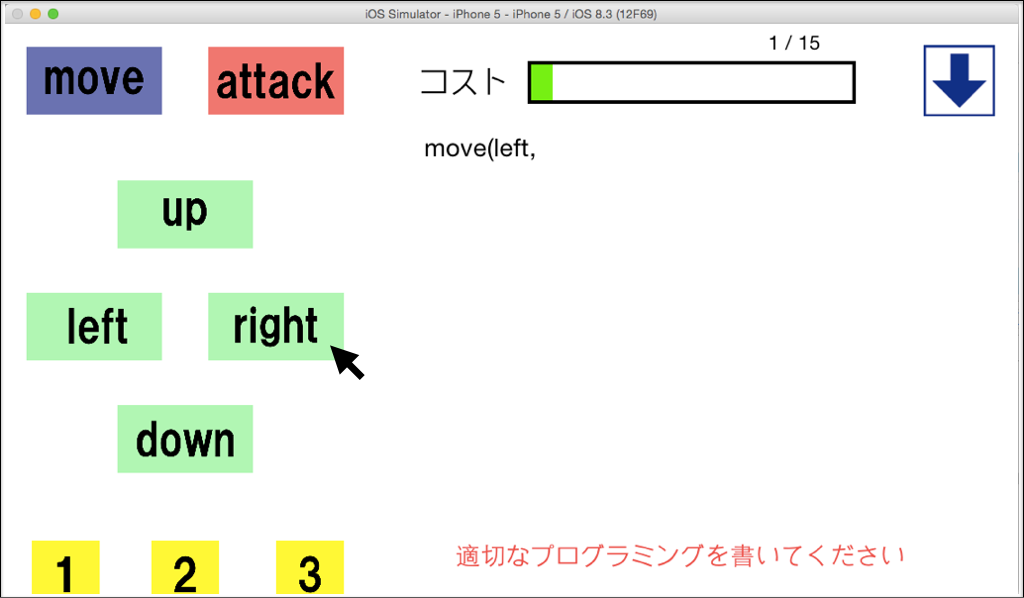 iOS Simulator - iPhone 5 - iPhone 5 / iOS 8.3 (12F69)
move
attack
コスト
1 / 15
move(left,
up
left
right
down
1
2
3
適切なプログラミングを書いてください